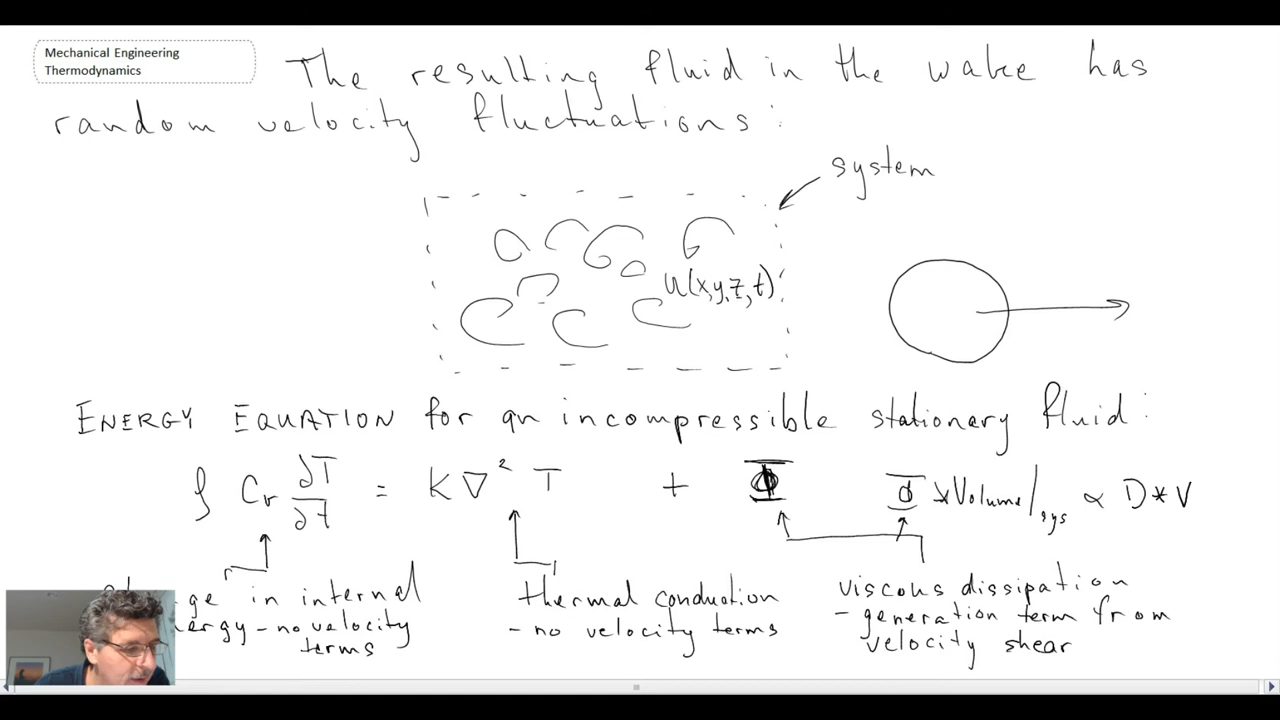 Mechanical Engineering
Thermodynamics
The resulting fluid in the wake has
random velocity fluctuations:
system
u(x,y,z,t)
ENERGY EQUATION for an incompressible stationary fluid:
ρ Cv ∂T/∂t = K∇² T + Φ Φ * Volume|sys ∝ D * V
in internal
- no velocity
terms
thermal conduction
- no velocity terms
viscous dissipation
- generation term from
velocity shear